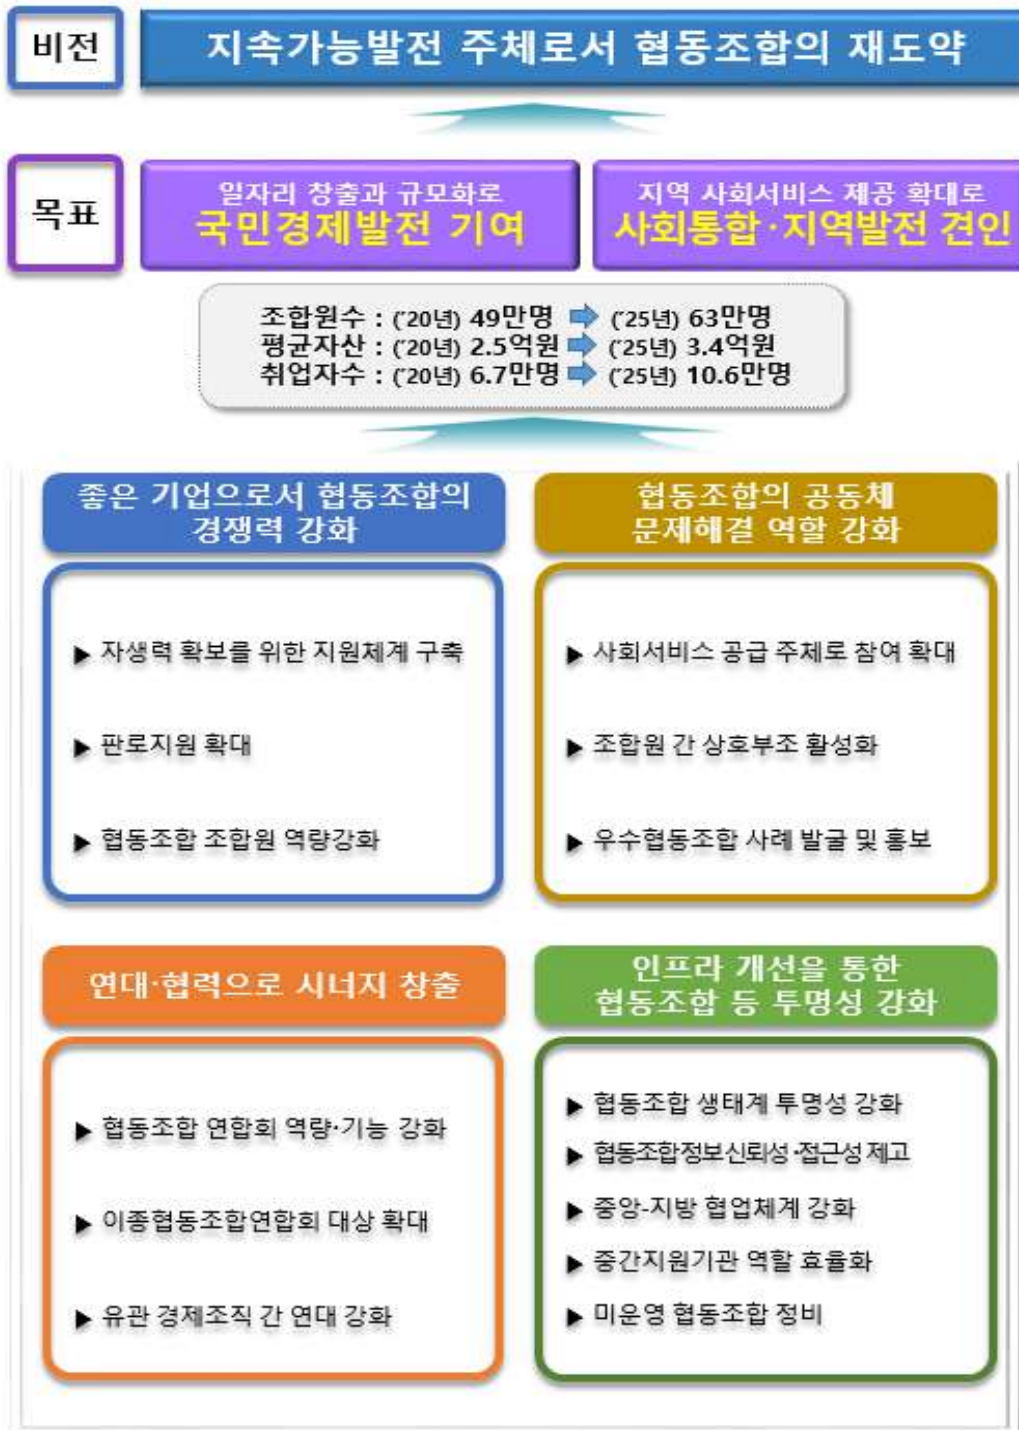 비전
지속가능발전 주체로서 협동조합의 재도약
목표
일자리 창출과 규모화로
국민경제발전 기여
지역 사회서비스 제공 확대로
사회통합·지역발전 견인
조합원수 : (‘20년) 49만명 ➡ (‘25년) 63만명
평균자산 : (‘20년) 2.5억원 ➡ (‘25년) 3.4억원
취업자수 : (‘20년) 6.7만명 ➡ (‘25년) 10.6만명
좋은 기업으로서 협동조합의
경쟁력 강화
▶ 자생력 확보를 위한 지원체계 구축
▶ 판로지원 확대
▶ 협동조합 조합원 역량강화
협동조합의 공동체
문제해결 역할 강화
▶ 사회서비스 공급 주체로 참여 확대
▶ 조합원 간 상호부조 활성화
▶ 우수협동조합 사례 발굴 및 홍보
연대·협력으로 시너지 창출
▶ 협동조합 연합회 역량·기능 강화
▶ 이종협동조합연합회 대상 확대
▶ 유관 경제조직 간 연대 강화
인프라 개선을 통한
협동조합 등 투명성 강화
▶ 협동조합 생태계 투명성 강화
▶ 협동조합정보신뢰성·접근성 제고
▶ 중앙-지방 협업체계 강화
▶ 중간지원기관 역할 효율화
▶ 미운영 협동조합 정비